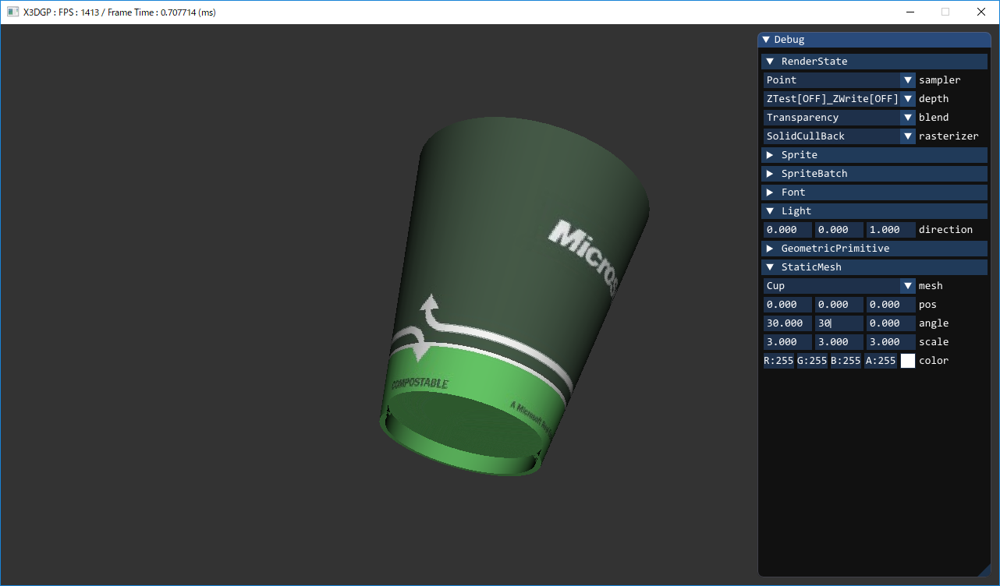 X3DGP : FPS : 1413 / Frame Time : 0.707714 (ms)
Debug
RenderState
Point sampler
ZTest[OFF]_ZWrite[OFF] depth
Transparency blend
SolidCullBack rasterizer
Sprite
SpriteBatch
Font
Light
0.000 0.000 1.000 direction
GeometricPrimitive
StaticMesh
Cup mesh
0.000 0.000 0.000 pos
30.000 30 0.000 angle
3.000 3.000 3.000 scale
R:255 G:255 B:255 A:255 color
Micros
COMPOSTABLE
A Microsoft